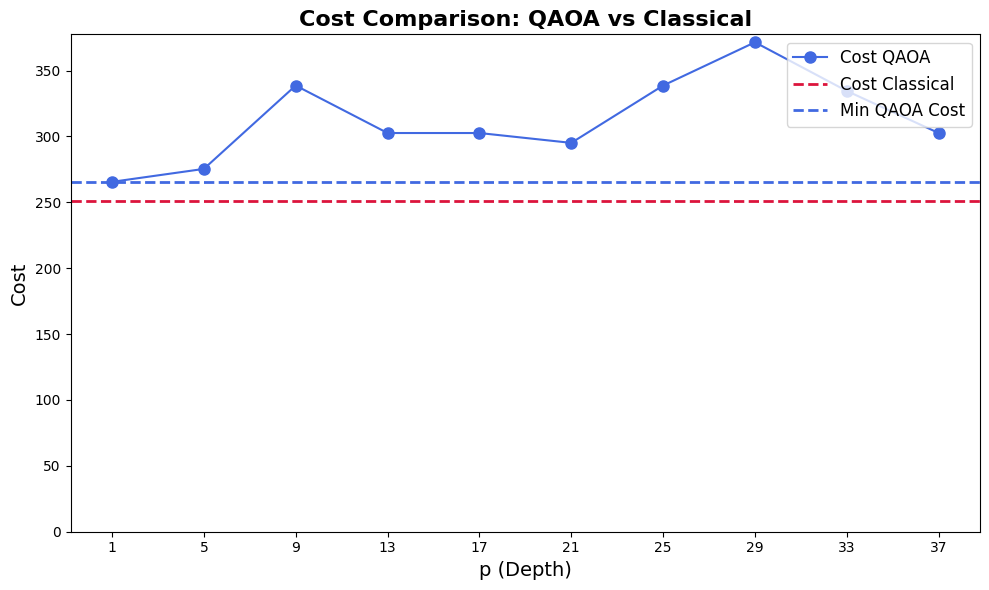 Cost Comparison: QAOA vs Classical
Cost QAOA
Cost Classical
Min QAOA Cost
Cost
350
300
250
200
150
100
50
0
1 5 9 13 17 21 25 29 33 37
p (Depth)